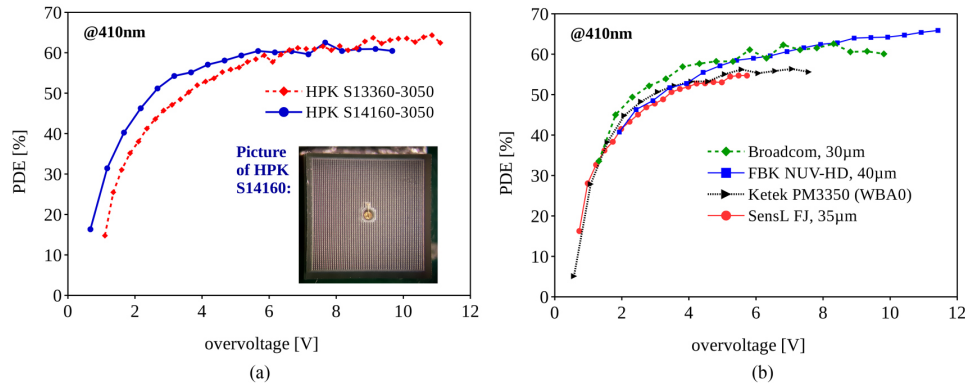 @410nm
PDE [%]
70
60
50
40
30
20
10
0
HPK S13360-3050
HPK S14160-3050
Picture
of HPK
S14160:
0 2 4 6 8 10 12
overvoltage [V]
(a)
@410nm
PDE [%]
70
60
50
40
30
20
10
0
Broadcom, 30µm
FBK NUV-HD, 40µm
Ketek PM3350 (WBA0)
SensL FJ, 35µm
0 2 4 6 8 10 12
overvoltage [V]
(b)